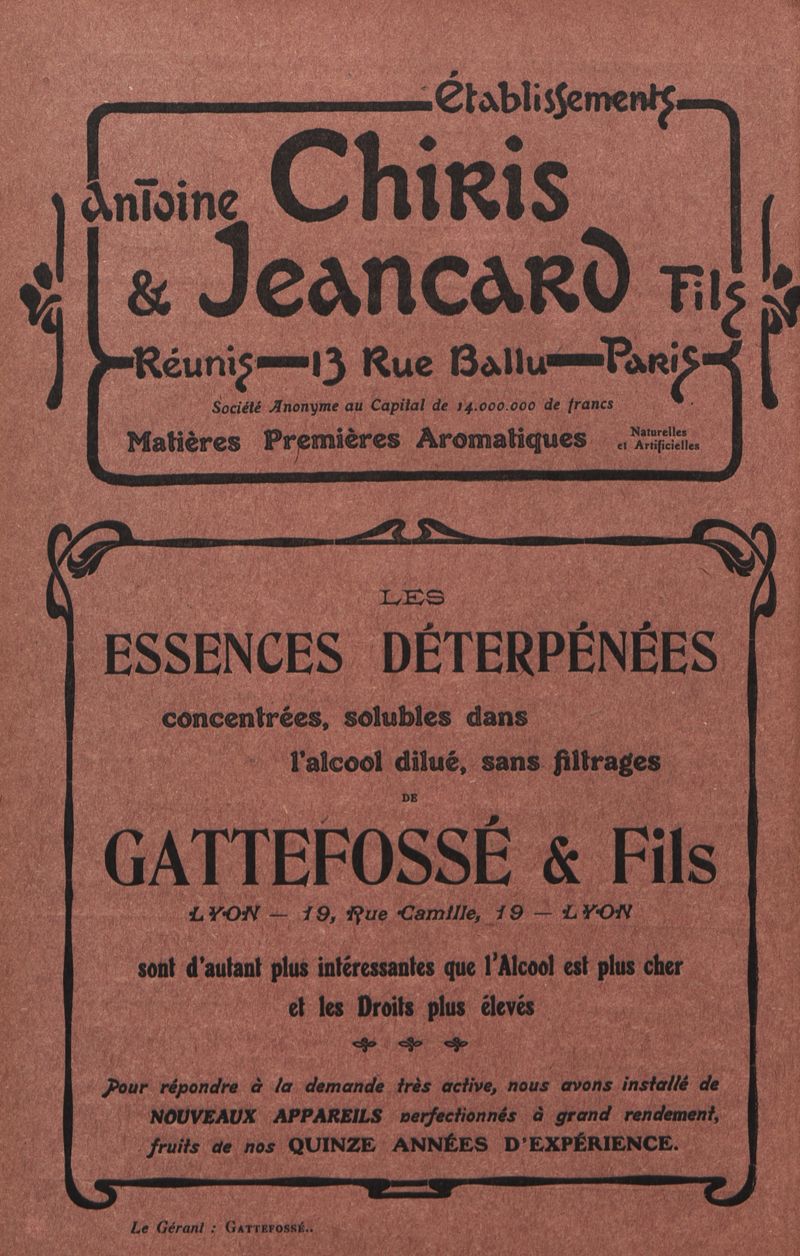 Établissements
Antoine Chiris
& Jeancard Fils
Réunis—13 Rue Ballu—Paris
Société Anonyme au Capital de 14.000.000 de francs
Matières Premières Aromatiques Naturelles
et Artificielles
LES
ESSENCES DÉTERPÉNÉES
concentrées, solubles dans
l'alcool dilué, sans filtrages
DE
GATTEFOSSÉ & Fils
LYON — 19, Rue Camille, 19 — LYON
sont d'autant plus intéressantes que l'Alcool est plus cher
et les Droits plus élevés
Pour répondre à la demande très active, nous avons installé de
NOUVEAUX APPAREILS perfectionnés à grand rendement,
fruits de nos QUINZE ANNÉES D'EXPÉRIENCE.
Le Gérant : GATTEFOSSÉ..